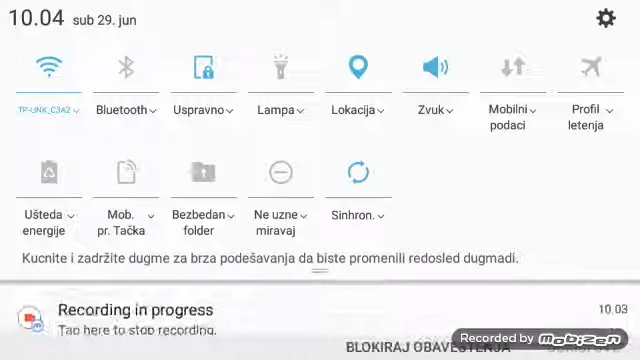 10.04 sub 29. jun
TP-LINK_C3A2
Bluetooth
Uspravno
Lampa
Lokacija
Zvuk
Mobilni
podaci
Profil
letenja
Ušteda
energije
Mob.
pr. Tačka
Bezbedan
folder
Ne uzne
miravaj
Sinhron.
Kucnite i zadržite dugme za brza podešavanja da biste promenili redosled dugmadi.
Recording in progress
10.03
Tap here to stop recording.
Recorded by mobizen
BLOKIRAJ OBAVEŠTENJA